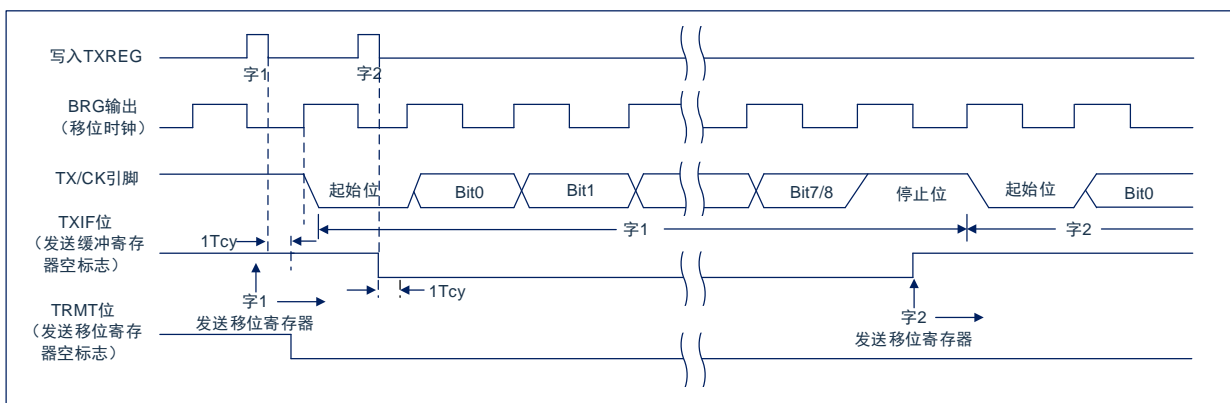 写入TXREG
字1
字2
BRG输出
（移位时钟）
TX/CK引脚
起始位
Bit0
Bit1
Bit7/8
停止位
起始位
Bit0
TXIF位
（发送缓冲寄存
器空标志）
1Tcy
字1
字2
1Tcy
字1
发送移位寄存器
字2
发送移位寄存器
TRMT位
（发送移位寄存
器空标志）